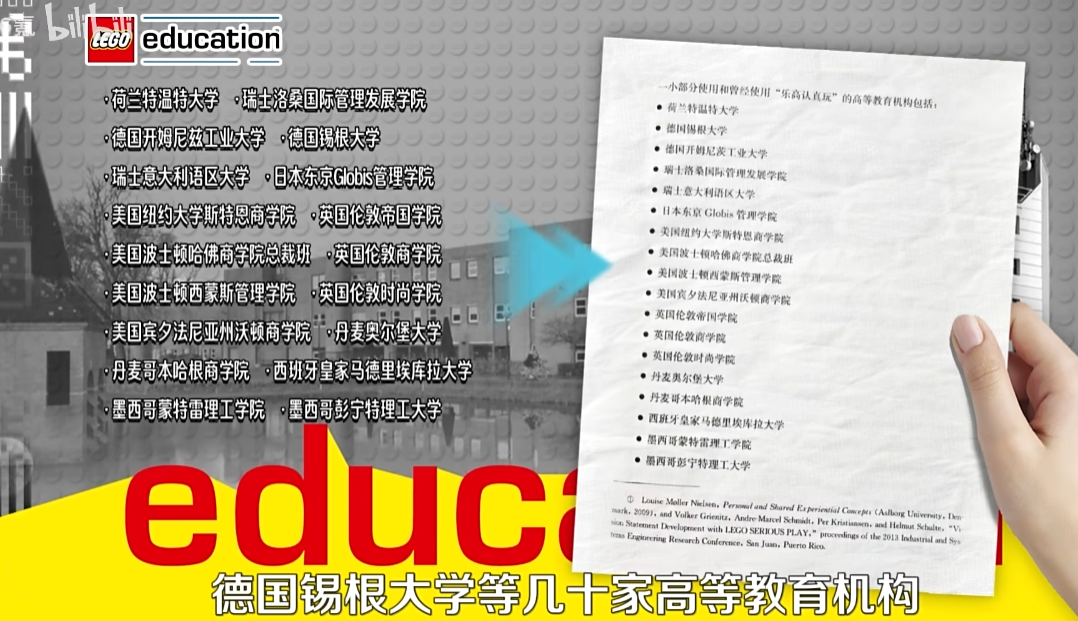 bilibili
LEGO education
·荷兰特温特大学 ·瑞士洛桑国际管理发展学院
·德国开姆尼兹工业大学 ·德国锡根大学
·瑞士意大利语区大学 ·日本东京Globis管理学院
·美国纽约大学斯特恩商学院 ·英国伦敦帝国学院
·美国波士顿哈佛商学院总裁班 ·英国伦敦商学院
·美国波士顿西蒙斯管理学院 ·英国伦敦时尚学院
·美国宾夕法尼亚州沃顿商学院 ·丹麦奥尔堡大学
·丹麦哥本哈根商学院 ·西班牙皇家马德里埃库拉大学
·墨西哥蒙特雷理工学院 ·墨西哥彭宁特理工大学
一小部分使用和曾经使用“乐高认真玩”的高等教育机构包括：
● 荷兰特温特大学
● 德国锡根大学
● 德国开姆尼茨工业大学
● 瑞士洛桑国际管理发展学院
● 瑞士意大利语区大学
● 日本东京 Globis 管理学院
● 美国纽约大学斯特恩商学院
● 美国波士顿哈佛商学院总裁班
● 美国波士顿西蒙斯管理学院
● 美国宾夕法尼亚州沃顿商学院
● 英国伦敦帝国学院
● 英国伦敦商学院
● 英国伦敦时尚学院
● 丹麦奥尔堡大学
● 丹麦哥本哈根商学院
● 西班牙皇家马德里埃库拉大学
● 墨西哥蒙特雷理工学院
● 墨西哥彭宁特理工大学
① Louise Møller Nielsen, Personal and Shared Experiential Concepts (Aalborg University, Den-
mark, 2009), and Volker Grienitz, Andre-Marcel Schmidt, Per Kristiansen, and Helmut Schulte, “Vi-
sion Statement Development with LEGO SERIOUS PLAY,” proceedings of the 2013 Industrial and Sys-
tems Engineering Research Conference, San Juan, Puerto Rico.
educa
德国锡根大学等几十家高等教育机构